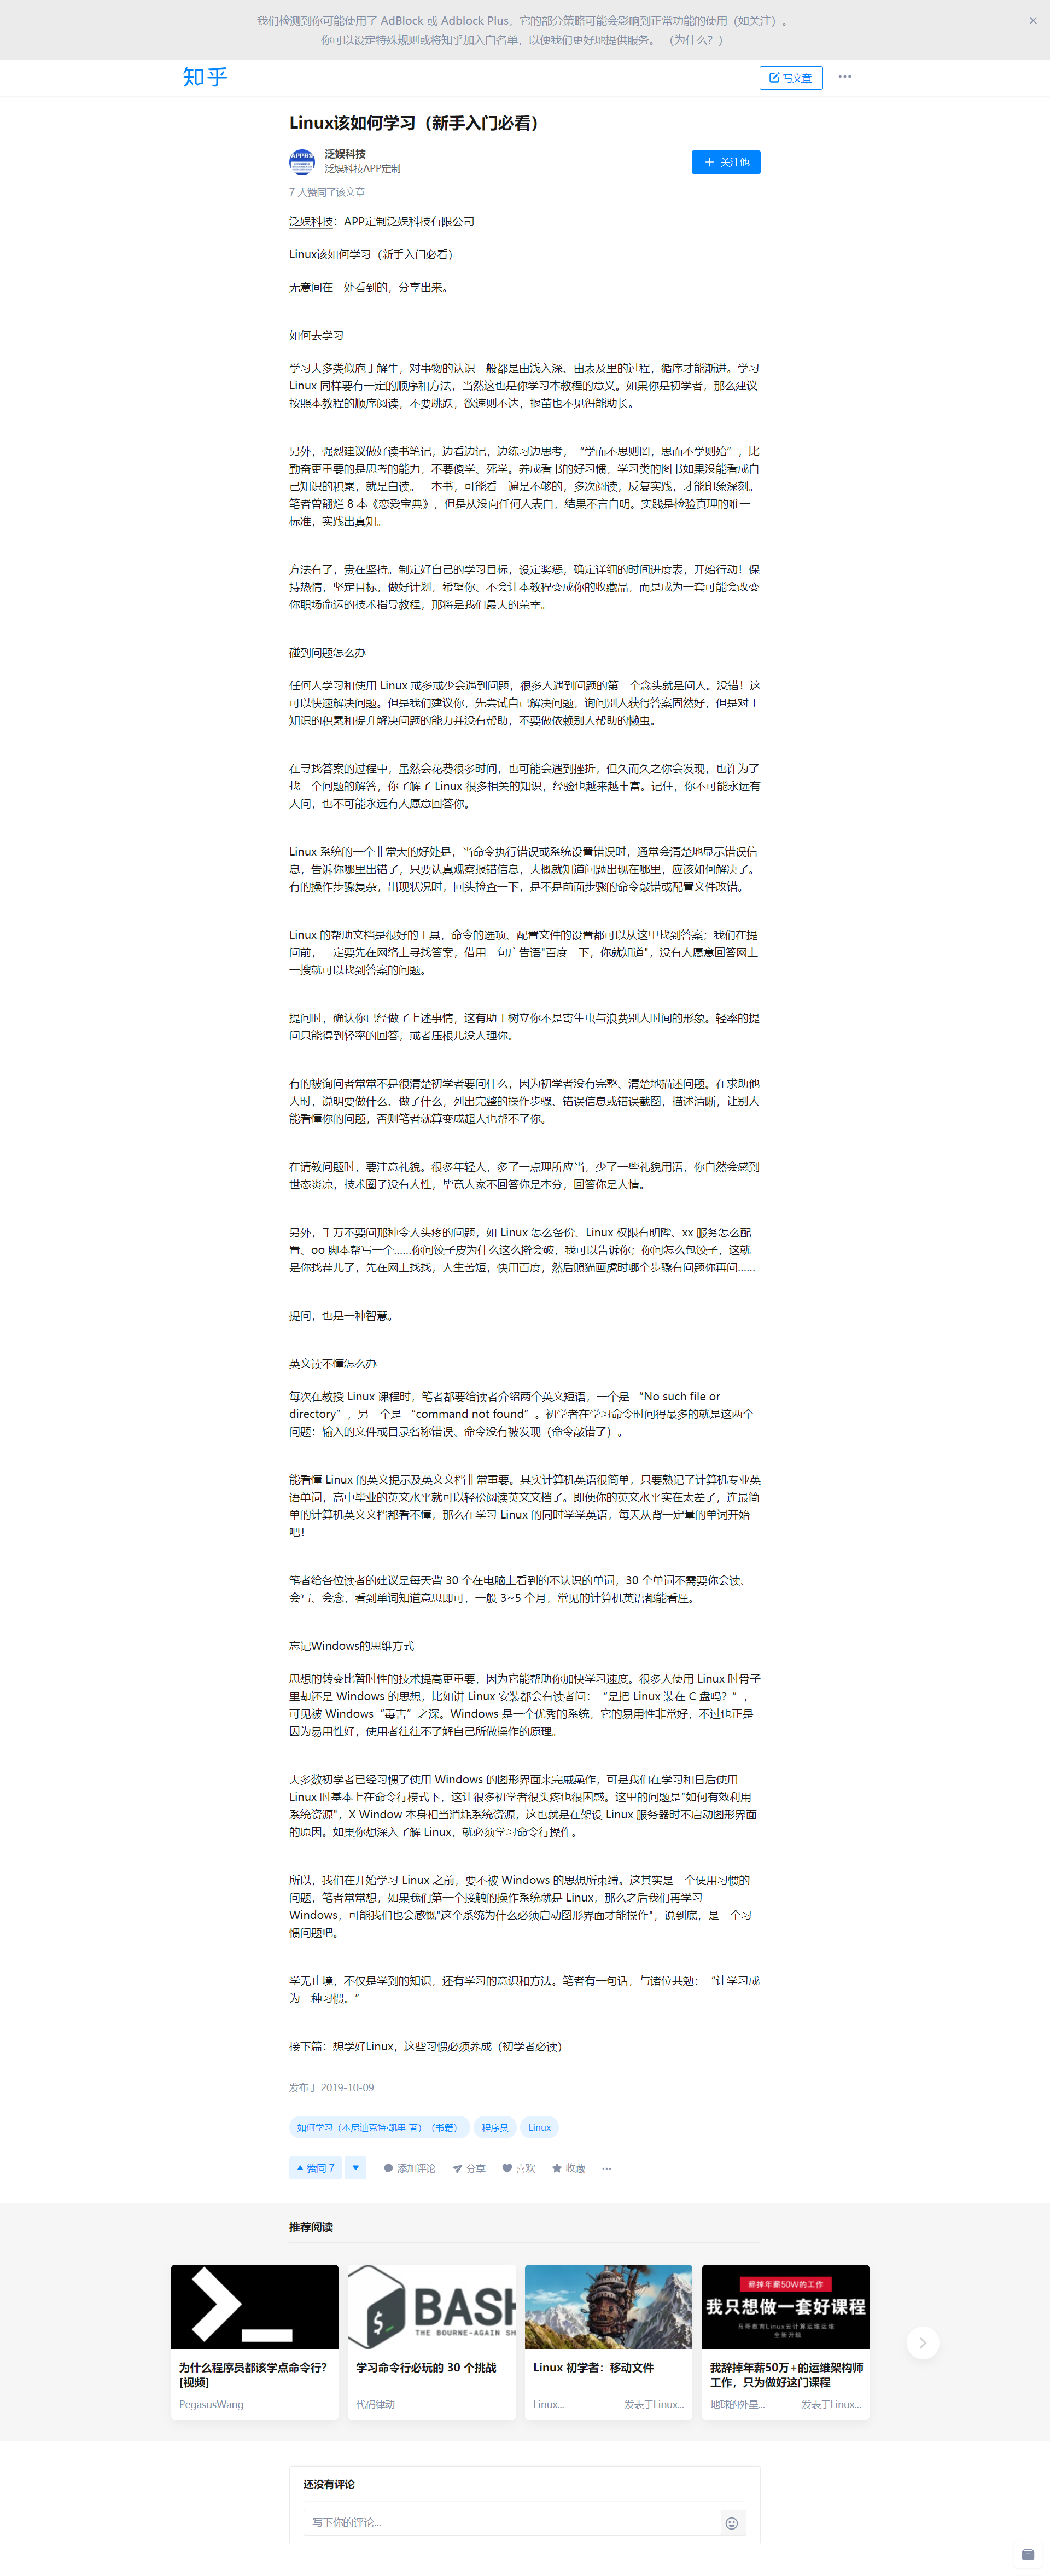 我们检测到你可能使用了 AdBlock 或 Adblock Plus，它的部分策略可能会影响到正常功能的使用（如关注）。
你可以设定特殊规则或将知乎加入白名单，以便我们更好地提供服务。 （为什么？）
知乎
写文章
Linux该如何学习（新手入门必看）
泛娱科技
泛娱科技APP定制
关注他
7 人赞同了该文章
泛娱科技：APP定制泛娱科技有限公司
Linux该如何学习（新手入门必看）
无意间在一处看到的，分享出来。
如何去学习
学习大多类似庖丁解牛，对事物的认识一般都是由浅入深、由表及里的过程，循序才能渐进。学习
Linux 同样要有一定的顺序和方法，当然这也是你学习本教程的意义。如果你是初学者，那么建议
按照本教程的顺序阅读，不要跳跃，欲速则不达，揠苗也不见得能助长。
另外，强烈建议做好读书笔记，边看边记，边练习边思考，“学而不思则罔，思而不学则殆”，比
勤奋更重要的是思考的能力，不要傻学、死学。养成看书的好习惯，学习类的图书如果没能看成自
己知识的积累，就是白读。一本书，可能看一遍是不够的，多次阅读，反复实践，才能印象深刻。
笔者曾翻烂 8 本《恋爱宝典》，但是从没向任何人表白，结果不言自明。实践是检验真理的唯一
标准，实践出真知。
方法有了，贵在坚持。制定好自己的学习目标，设定奖惩，确定详细的时间进度表，开始行动！保
持热情，坚定目标，做好计划，希望你、不会让本教程变成你的收藏品，而是成为一套可能会改变
你职场命运的技术指导教程，那将是我们最大的荣幸。
碰到问题怎么办
任何人学习和使用 Linux 或多或少会遇到问题，很多人遇到问题的第一个念头就是问人。没错！这
可以快速解决问题。但是我们建议你，先尝试自己解决问题，询问别人获得答案固然好，但是对于
知识的积累和提升解决问题的能力并没有帮助，不要做依赖别人帮助的懒虫。
在寻找答案的过程中，虽然会花费很多时间，也可能会遇到挫折，但久而久之你会发现，也许为了
找一个问题的解答，你了解了 Linux 很多相关的知识，经验也越来越丰富。记住，你不可能永远有
人问，也不可能永远有人愿意回答你。
Linux 系统的一个非常大的好处是，当命令执行错误或系统设置错误时，通常会清楚地显示错误信
息，告诉你哪里出错了，只要认真观察报错信息，大概就知道问题出现在哪里，应该如何解决了。
有的操作步骤复杂，出现状况时，回头检查一下，是不是前面步骤的命令敲错或配置文件改错。
Linux 的帮助文档是很好的工具，命令的选项、配置文件的设置都可以从这里找到答案；我们在提
问前，一定要先在网络上寻找答案，借用一句广告语"百度一下，你就知道"，没有人愿意回答网上
一搜就可以找到答案的问题。
提问时，确认你已经做了上述事情，这有助于树立你不是寄生虫与浪费别人时间的形象。轻率的提
问只能得到轻率的回答，或者压根儿没人理你。
有的被询问者常常不是很清楚初学者要问什么，因为初学者没有完整、清楚地描述问题。在求助他
人时，说明要做什么、做了什么，列出完整的操作步骤、错误信息或错误截图，描述清晰，让别人
能看懂你的问题，否则笔者就算变成超人也帮不了你。
在请教问题时，要注意礼貌。很多年轻人，多了一点理所应当，少了一些礼貌用语，你自然会感到
世态炎凉，技术圈子没有人性，毕竟人家不回答你是本分，回答你是人情。
另外，千万不要问那种令人头疼的问题，如 Linux 怎么备份、Linux 权限有明陛、xx 服务怎么配
置、oo 脚本帮写一个……你问饺子皮为什么这么擀会破，我可以告诉你；你问怎么包饺子，这就
是你找茬儿了，先在网上找找，人生苦短，快用百度，然后照猫画虎时哪个步骤有问题你再问……
提问，也是一种智慧。
英文读不懂怎么办
每次在教授 Linux 课程时，笔者都要给读者介绍两个英文短语，一个是 “No such file or
directory”，另一个是 “command not found”。初学者在学习命令时问得最多的就是这两个
问题：输入的文件或目录名称错误、命令没有被发现（命令敲错了）。
能看懂 Linux 的英文提示及英文文档非常重要。其实计算机英语很简单，只要熟记了计算机专业英
语单词，高中毕业的英文水平就可以轻松阅读英文文档了。即便你的英文水平实在太差了，连最简
单的计算机英文文档都看不懂，那么在学习 Linux 的同时学学英语，每天从背一定量的单词开始
吧！
笔者给各位读者的建议是每天背 30 个在电脑上看到的不认识的单词，30 个单词不需要你会读、
会写、会念，看到单词知道意思即可，一般 3~5 个月，常见的计算机英语都能看厪。
忘记Windows的思维方式
思想的转变比暂时性的技术提高更重要，因为它能帮助你加快学习速度。很多人使用 Linux 时骨子
里却还是 Windows 的思想，比如讲 Linux 安装都会有读者问：“是把 Linux 装在 C 盘吗？”，
可见被 Windows“毒害”之深。Windows 是一个优秀的系统，它的易用性非常好，不过也正是
因为易用性好，使用者往往不了解自己所做操作的原理。
大多数初学者已经习惯了使用 Windows 的图形界面来完戚喿作，可是我们在学习和日后使用
Linux 时基本上在命令行模式下，这让很多初学者很头疼也很困惑。这里的问题是"如何有效利用
系统资源"，X Window 本身相当消耗系统资源，这也就是在架设 Linux 服务器时不启动图形界面
的原因。如果你想深入了解 Linux，就必须学习命令行操作。
所以，我们在开始学习 Linux 之前，要不被 Windows 的思想所束缚。这其实是一个使用习惯的
问题，笔者常常想，如果我们第一个接触的操作系统就是 Linux，那么之后我们再学习
Windows，可能我们也会感慨"这个系统为什么必须启动图形界面才能操作"，说到底，是一个习
惯问题吧。
学无止境，不仅是学到的知识，还有学习的意识和方法。笔者有一句话，与诸位共勉：“让学习成
为一种习惯。”
接下篇：想学好Linux，这些习惯必须养成（初学者必读）
发布于 2019-10-09
如何学习（本尼迪克特·凯里 著）（书籍） 程序员 Linux
赞同 7 添加评论 分享 喜欢 收藏
推荐阅读
BASH
THE BOURNE-AGAIN SH
辞掉年薪50W的工作
我只想做一套好课程
马哥教育Linux云计算运维运维
全新升级
为什么程序员都该学点命令行？
[视频]
PegasusWang
学习命令行必玩的 30 个挑战
代码律动
Linux 初学者：移动文件
Linux... 发表于Linux...
我辞掉年薪50万+的运维架构师
工作，只为做好这门课程
地球的外星... 发表于Linux...
还没有评论
写下你的评论...